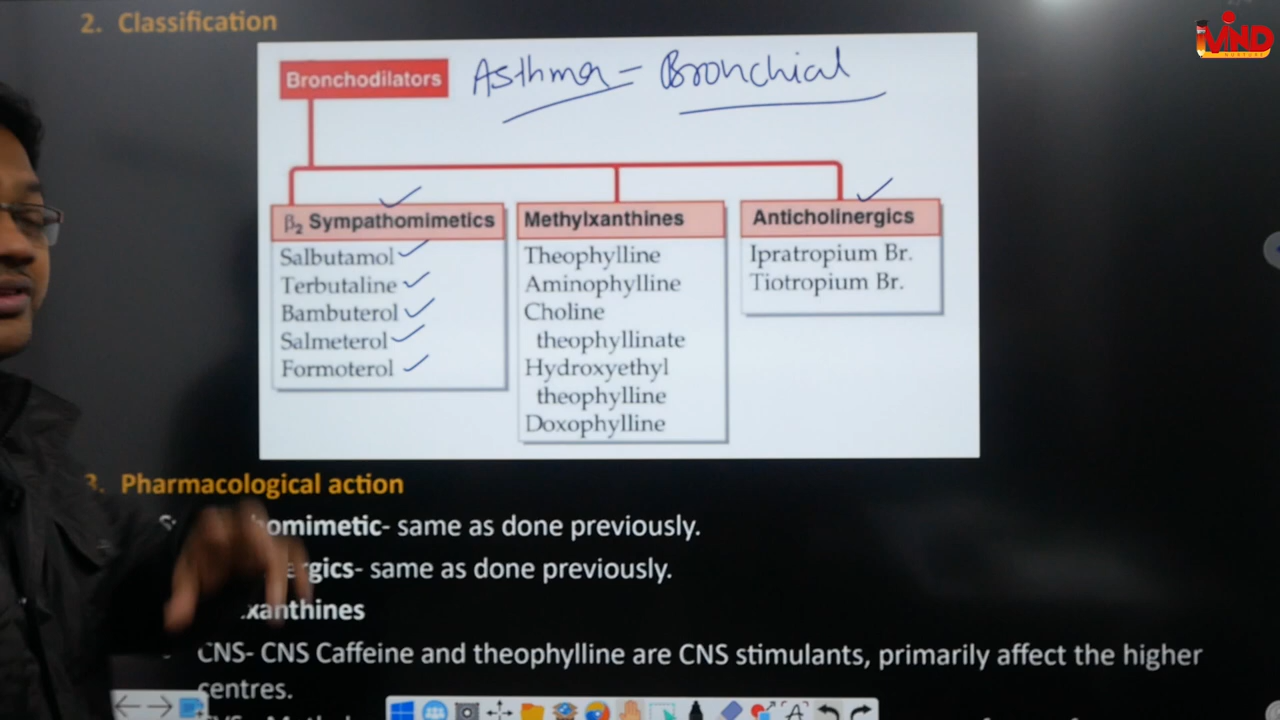 2. Classification
Bronchodilators
Asthma - Bronchial
β₂ Sympathomimetics
Salbutamol
Terbutaline
Bambuterol
Salmeterol
Formoterol
Methylxanthines
Theophylline
Aminophylline
Choline
theophyllinate
Hydroxyethyl
theophylline
Doxophylline
Anticholinergics
Ipratropium Br.
Tiotropium Br.
3. Pharmacological action
- same as done previously.
- same as done previously.
CNS- CNS Caffeine and theophylline are CNS stimulants, primarily affect the higher
centres.